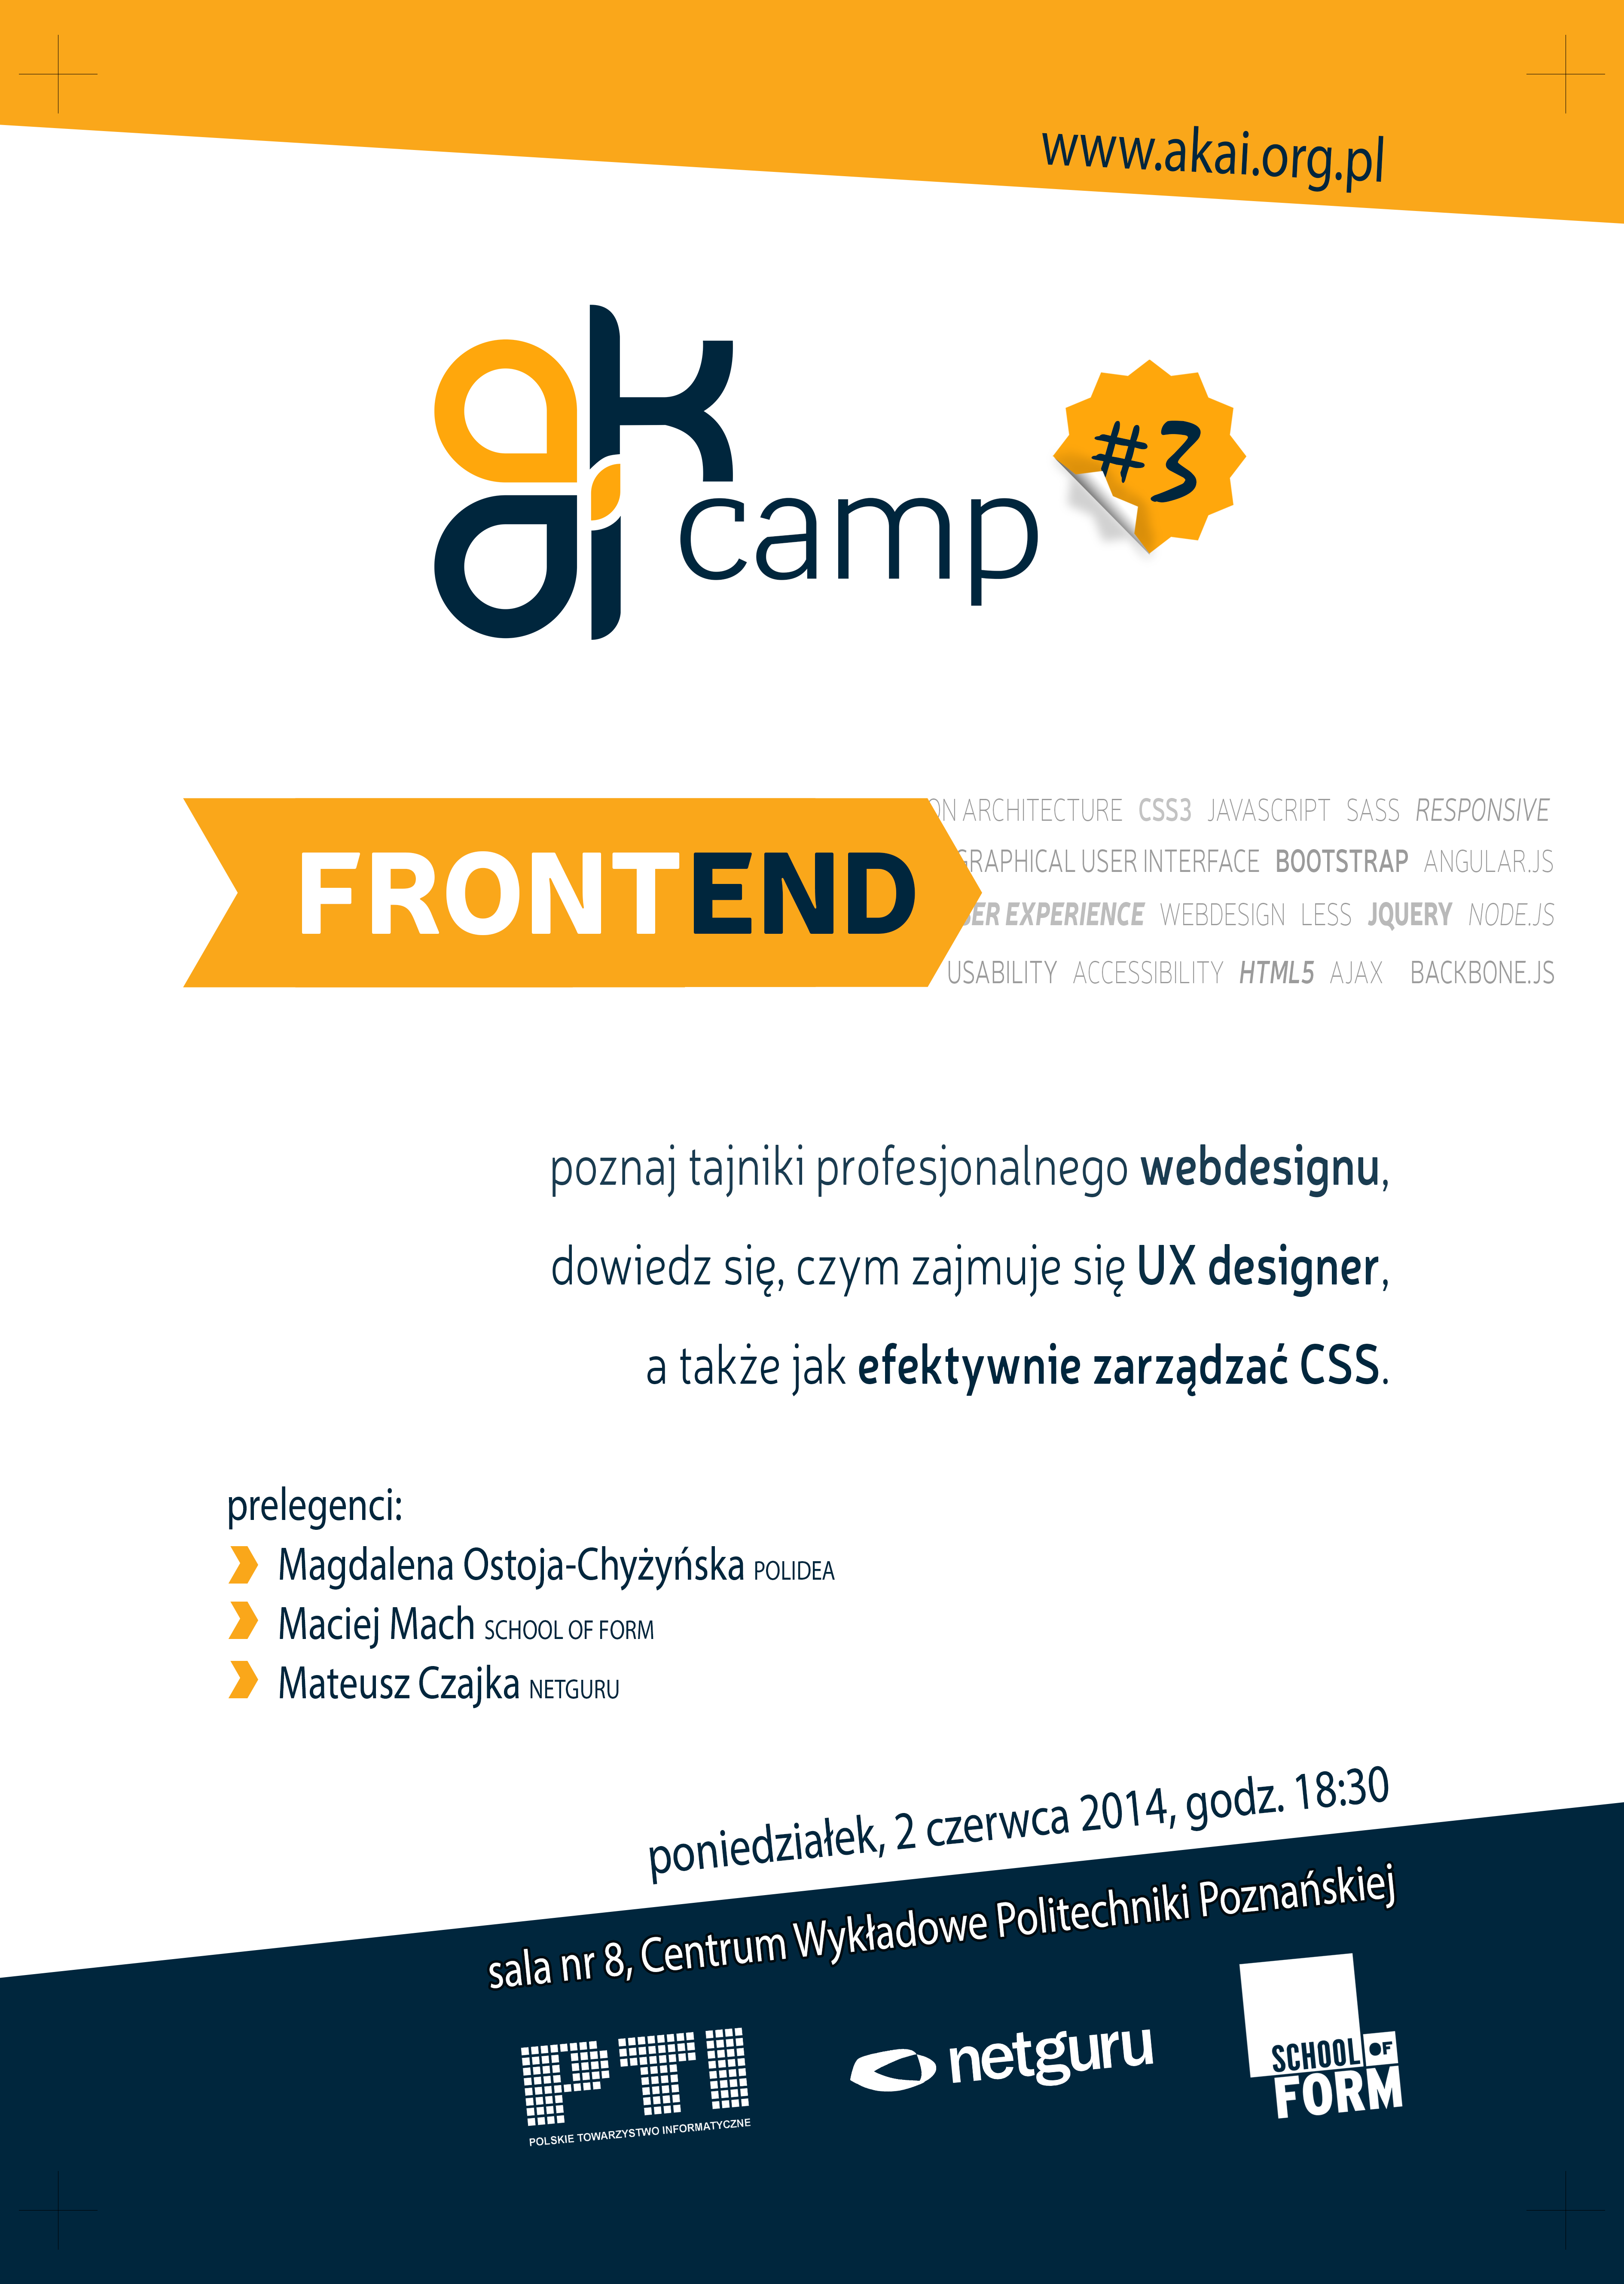 www.akai.org.pl
akai
camp
#3
ARCHITECTURE CSS3 JAVASCRIPT SASS RESPONSIVE
GRAPHICAL USER INTERFACE BOOTSTRAP ANGULAR.JS
FRONTEND
EXPERIENCE WEBDESIGN LESS JQUERY NODE.JS
USABILITY ACCESSIBILITY HTML5 AJAX BACKBONE.JS
poznaj tajniki profesjonalnego webdesignu,
dowiedz się, czym zajmuje się UX designer,
a także jak efektywnie zarządzać CSS.
prelegenci:
Magdalena Ostoja-Chyżyńska POLIDEA
Maciej Mach SCHOOL OF FORM
Mateusz Czajka NETGURU
poniedziałek, 2 czerwca 2014, godz. 18:30
sala nr 8, Centrum Wykładowe Politechniki Poznańskiej
PTI
POLSKIE TOWARZYSTWO INFORMATYCZNE
netguru
SCHOOL OF
FORM